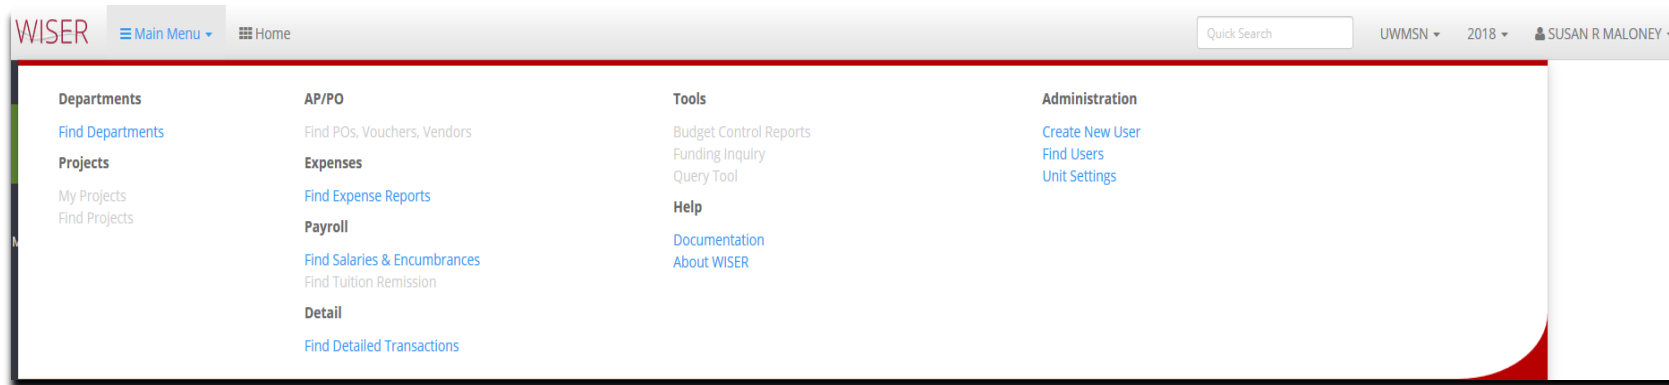 WISER Main Menu Home Quick Search UWMSN 2018 SUSAN R MALONEY
Departments
Find Departments
Projects
My Projects
Find Projects
AP/PO
Find POs, Vouchers, Vendors
Expenses
Find Expense Reports
Payroll
Find Salaries & Encumbrances
Find Tuition Remission
Detail
Find Detailed Transactions
Tools
Budget Control Reports
Funding Inquiry
Query Tool
Help
Documentation
About WISER
Administration
Create New User
Find Users
Unit Settings